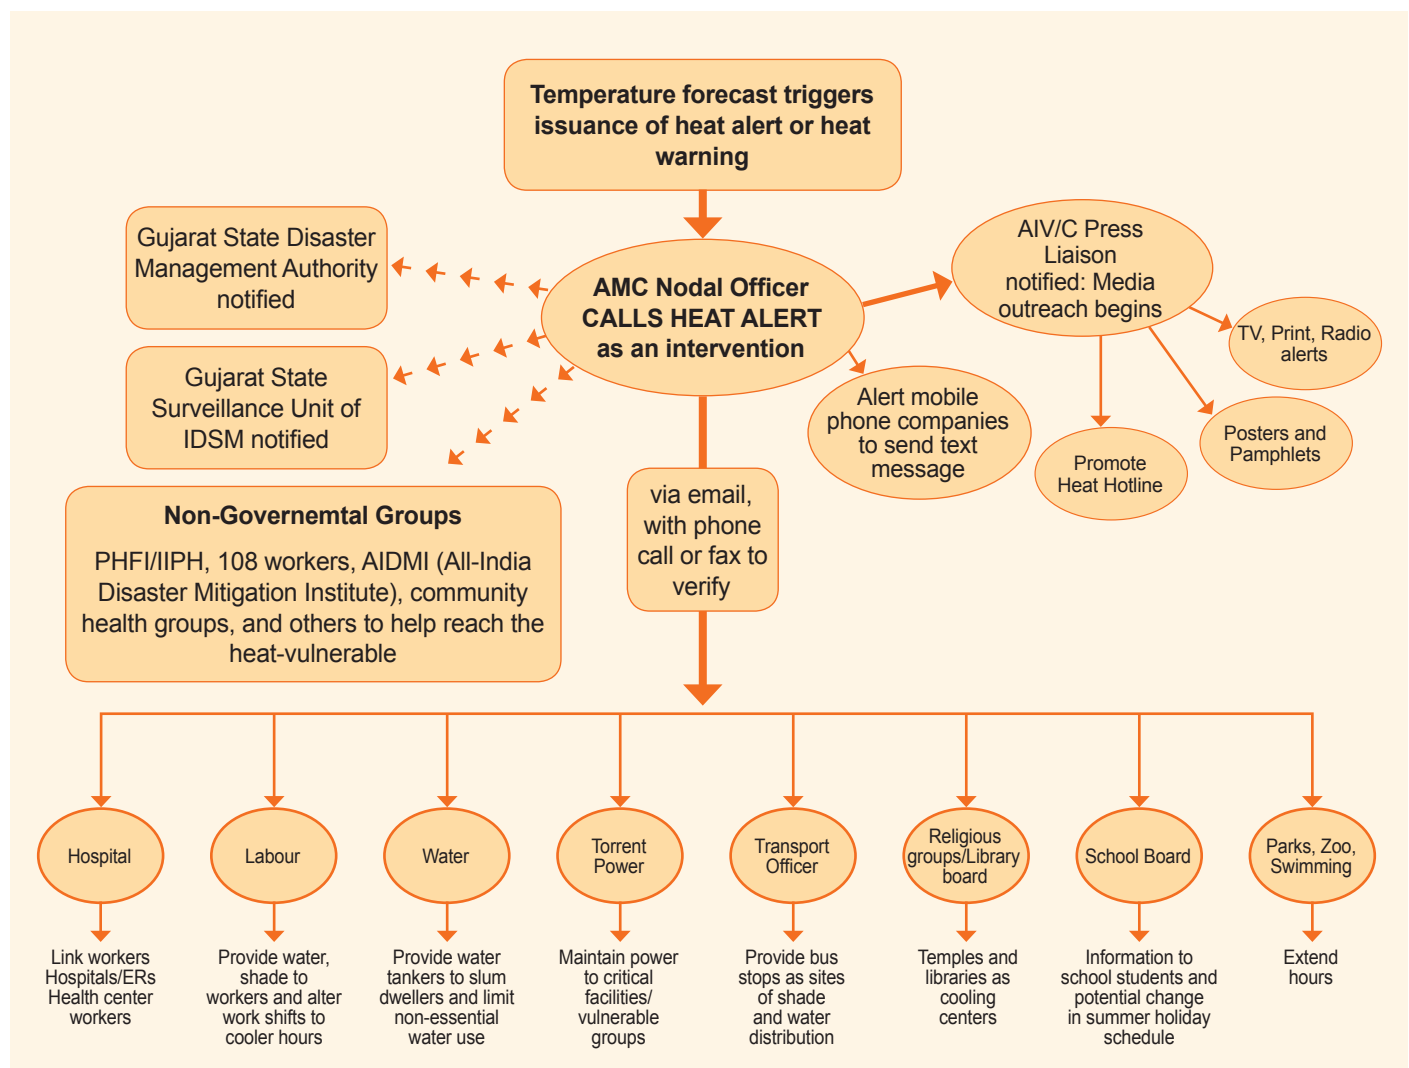 Temperature forecast triggers
issuance of heat alert or heat
warning
Gujarat State Disaster
Management Authority
notified
AMC Nodal Officer
CALLS HEAT ALERT
as an intervention
AIV/C Press
Liaison
notified: Media
outreach begins
TV, Print, Radio
alerts
Gujarat State
Surveillance Unit of
IDSM notified
Alert mobile
phone companies
to send text
message
Posters and
Pamphlets
Promote
Heat Hotline
via email,
with phone
call or fax to
verify
Non-Governemtal Groups
PHFI/IIPH, 108 workers, AIDMI (All-India
Disaster Mitigation Institute), community
health groups, and others to help reach the
heat-vulnerable
Hospital
Labour
Water
Torrent
Power
Transport
Officer
Religious
groups/Library
board
School Board
Parks, Zoo,
Swimming
Link workers
Hospitals/ERs
Health center
workers
Provide water,
shade to
workers and alter
work shifts to
cooler hours
Provide water
tankers to slum
dwellers and limit
non-essential
water use
Maintain power
to critical
facilities/
vulnerable
groups
Provide bus
stops as sites
of shade
and water
distribution
Temples and
libraries as
cooling
centers
Information to
school students and
potential change
in summer holiday
schedule
Extend
hours